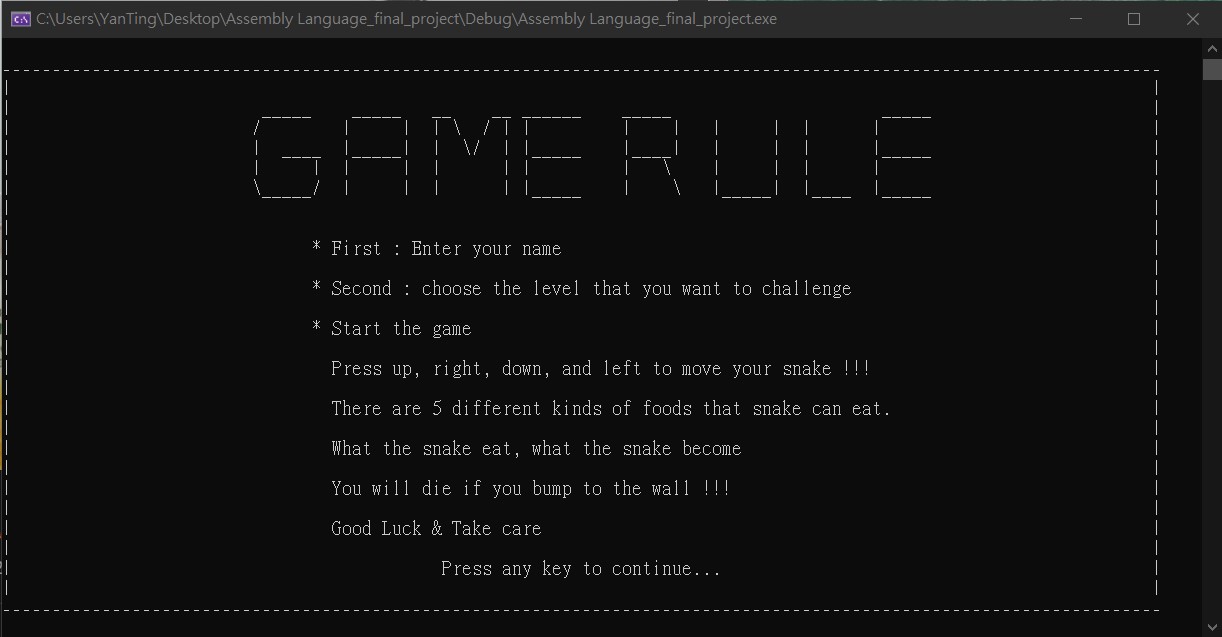 C:\Users\YanTing\Desktop\Assembly Language_final_project\Debug\Assembly Language_final_project.exe
GAME RULE
* First : Enter your name
* Second : choose the level that you want to challenge
* Start the game
Press up, right, down, and left to move your snake !!!
There are 5 different kinds of foods that snake can eat.
What the snake eat, what the snake become
You will die if you bump to the wall !!!
Good Luck & Take care
Press any key to continue...